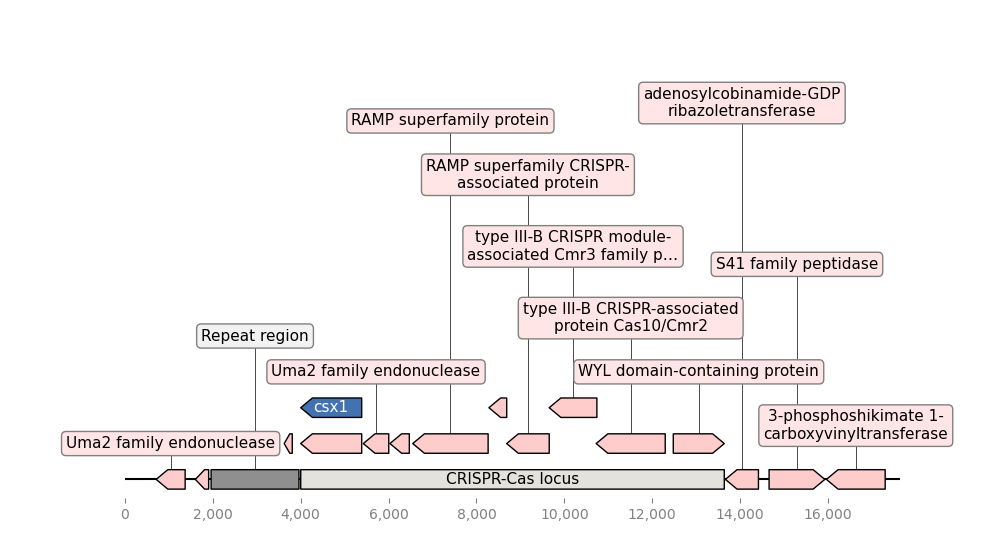 adenosylcobinamide-GDP
ribazoletransferase
RAMP superfamily protein
RAMP superfamily CRISPR-
associated protein
type III-B CRISPR module-
associated Cmr3 family p…
S41 family peptidase
type III-B CRISPR-associated
protein Cas10/Cmr2
Repeat region
Uma2 family endonuclease
WYL domain-containing protein
csx1
3-phosphoshikimate 1-
carboxyvinyltransferase
Uma2 family endonuclease
CRISPR-Cas locus
0 2,000 4,000 6,000 8,000 10,000 12,000 14,000 16,000